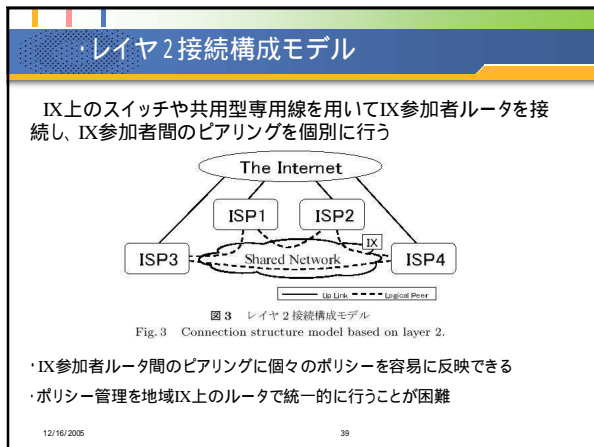 ·レイヤ2接続構成モデル
IX上のスイッチや共用型専用線を用いてIX参加者ルータを接
続し、IX参加者間のピアリングを個別に行う
The Internet
ISP1
ISP2
IX
ISP3
Shared Network
ISP4
Up Link
Logical Peer
図3 レイヤ2接続構成モデル
Fig. 3 Connection structure model based on layer 2.
·IX参加者ルータ間のピアリングに個々のポリシーを容易に反映できる
·ポリシー管理を地域IX上のルータで統一的に行うことが困難
12/16/2005
39